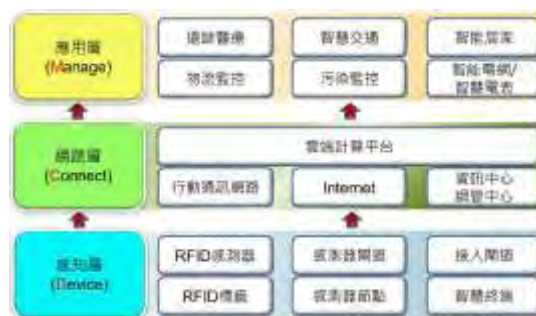 應用層
(Manage)
遠距醫療
智慧交通
智能居家
物流監控
污染監控
智能電網/
智慧電表
網路層
(Connect)
雲端計算平台
行動通訊網路
Internet
資訊中心
網管中心
感知層
(Device)
RFID感測器
感測器閘道
接入閘道
RFID標籤
感測器節點
智慧終端